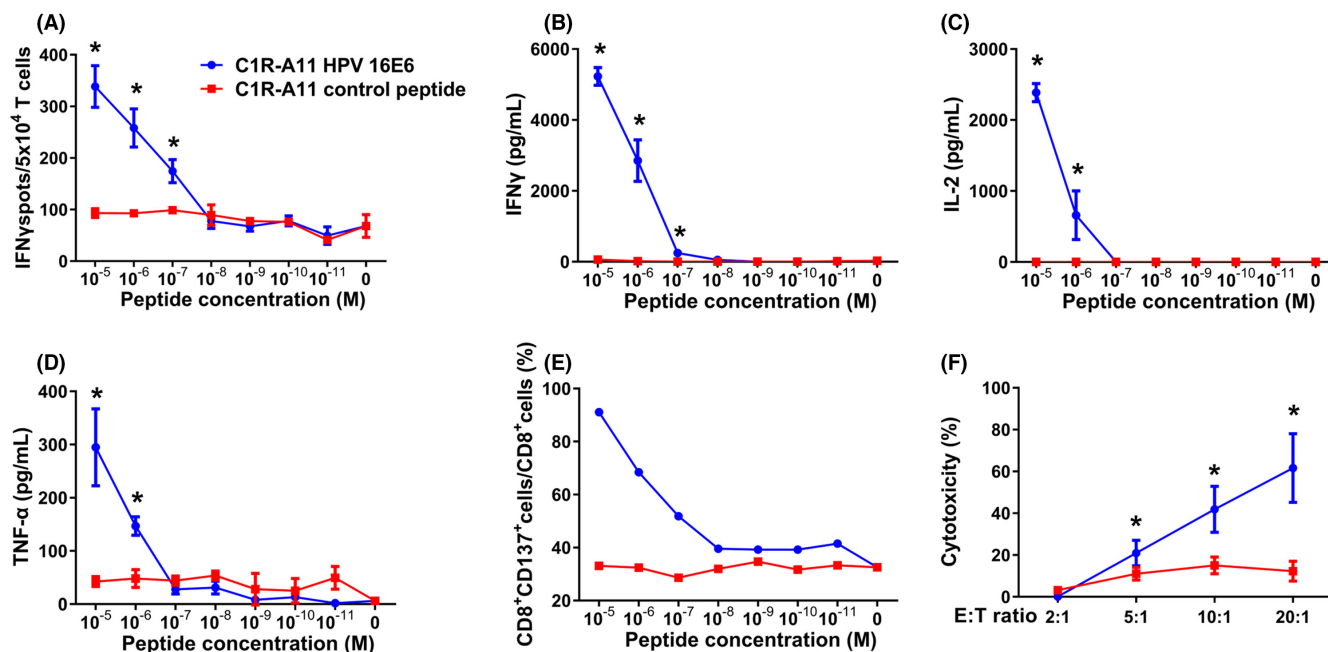 (A)
IFNγspots/5x10⁴ T cells
400
300
200
100
0
*
*
*
C1R-A11 HPV 16E6
C1R-A11 control peptide
10⁻⁵ 10⁻⁶ 10⁻⁷ 10⁻⁸ 10⁻⁹ 10⁻¹⁰ 10⁻¹¹ 0
Peptide concentration (M)
(B)
IFNγ (pg/mL)
6000
4000
2000
0
*
*
*
10⁻⁵ 10⁻⁶ 10⁻⁷ 10⁻⁸ 10⁻⁹ 10⁻¹⁰ 10⁻¹¹ 0
Peptide concentration (M)
(C)
IL-2 (pg/mL)
3000
2000
1000
0
*
*
10⁻⁵ 10⁻⁶ 10⁻⁷ 10⁻⁸ 10⁻⁹ 10⁻¹⁰ 10⁻¹¹ 0
Peptide concentration (M)
(D)
TNF-α (pg/mL)
400
300
200
100
0
*
*
10⁻⁵ 10⁻⁶ 10⁻⁷ 10⁻⁸ 10⁻⁹ 10⁻¹⁰ 10⁻¹¹ 0
Peptide concentration (M)
(E)
CD8⁺CD137⁺cells/CD8⁺cells (%)
100
80
60
40
20
10⁻⁵ 10⁻⁶ 10⁻⁷ 10⁻⁸ 10⁻⁹ 10⁻¹⁰ 10⁻¹¹ 0
Peptide concentration (M)
(F)
Cytotoxicity (%)
100
80
60
40
20
0
*
*
*
E:T ratio 2:1 5:1 10:1 20:1